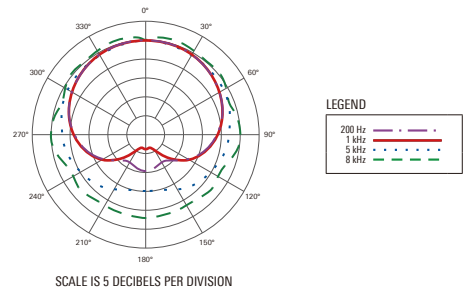 0°
330° 30°
300° 60°
270° 90°
240° 120°
210° 150°
180°
SCALE IS 5 DECIBELS PER DIVISION
LEGEND
200 Hz
1 kHz
5 kHz
8 kHz